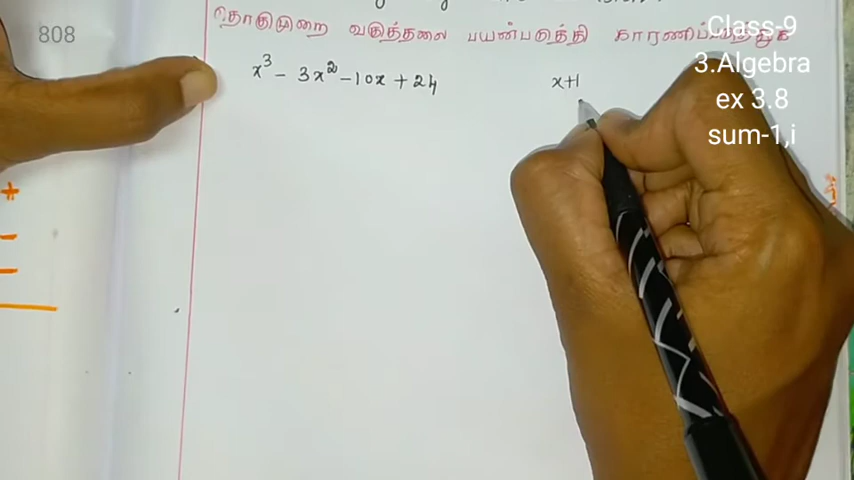 808
தொகுமுறை வகுத்தலை பயன்படுத்தி காரணிப்படுத்துக
Class-9
3.Algebra
ex 3.8
sum-1,i
x³ - 3x² - 10x + 24
x+1